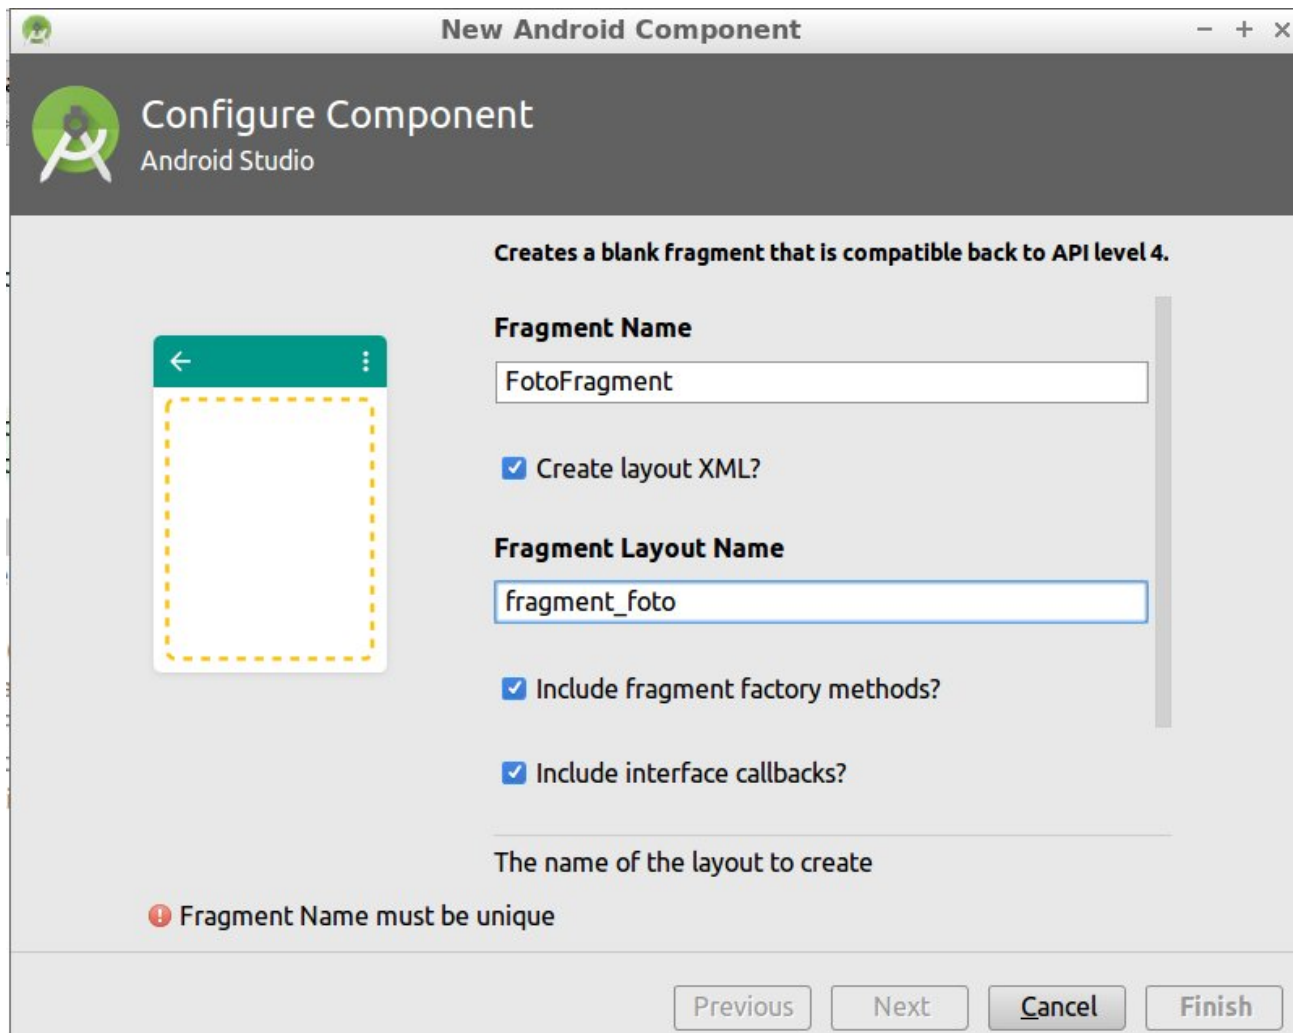 New Android Component
Configure Component
Android Studio
Creates a blank fragment that is compatible back to API level 4.
Fragment Name
FotoFragment
Create layout XML?
Fragment Layout Name
fragment_foto
Include fragment factory methods?
Include interface callbacks?
The name of the layout to create
Fragment Name must be unique
Previous Next Cancel Finish